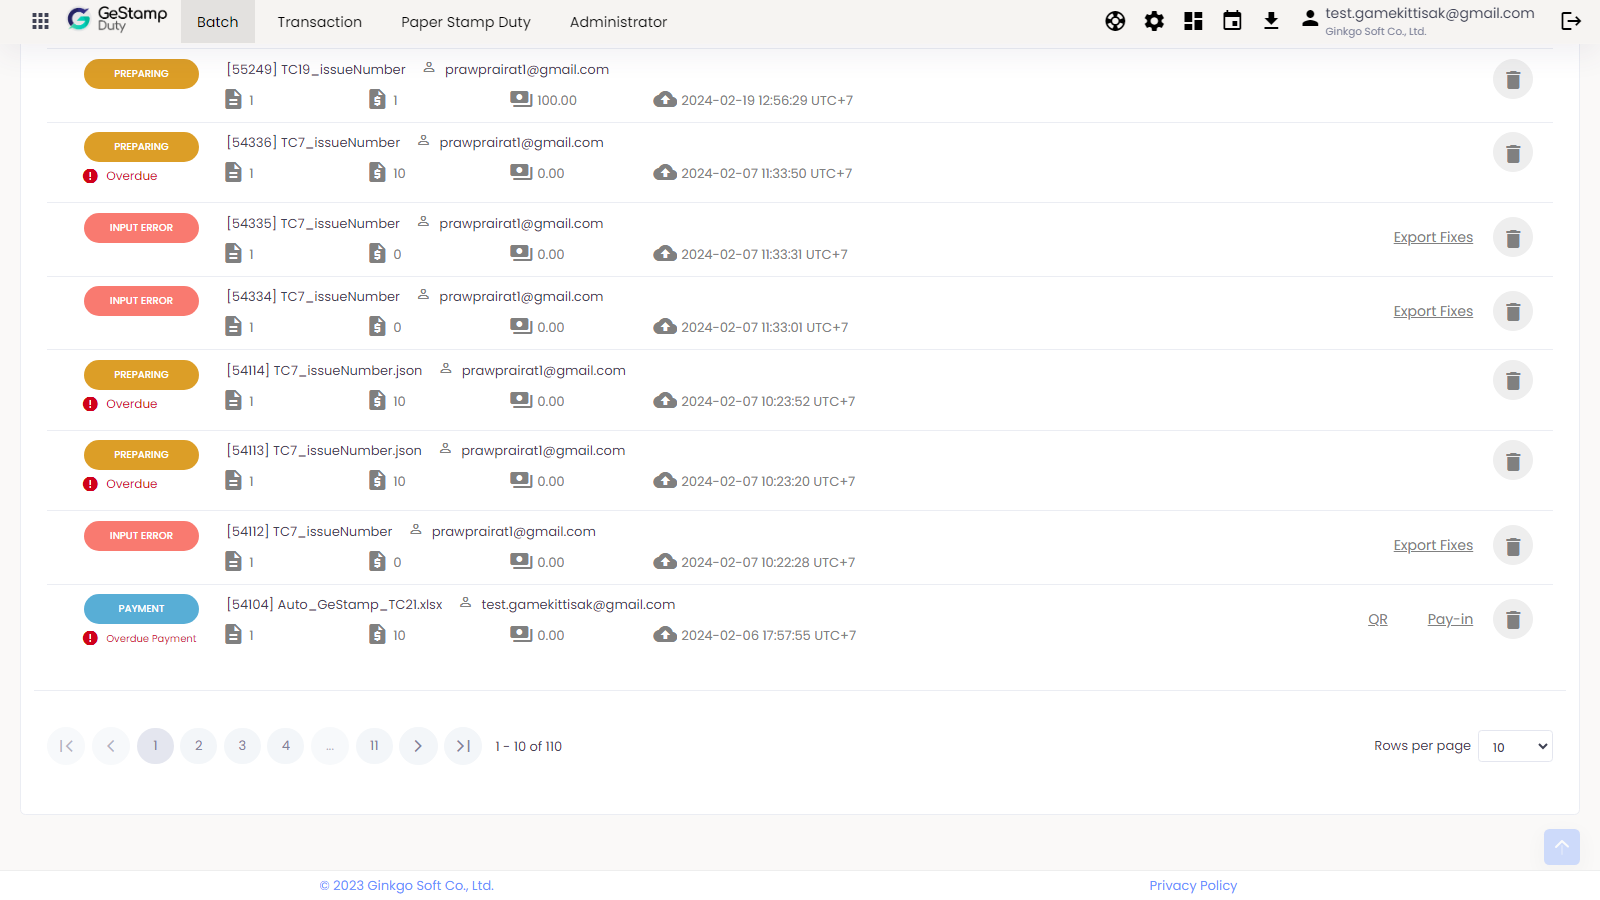 GeStamp
Duty
Batch
Transaction
Paper Stamp Duty
Administrator
test.gamekittisak@gmail.com
Ginkgo Soft Co., Ltd.
PREPARING
[55249] TC19_issueNumber
prawprairat1@gmail.com
1
1
100.00
2024-02-19 12:56:29 UTC+7
PREPARING
[54336] TC7_issueNumber
prawprairat1@gmail.com
Overdue
1
10
0.00
2024-02-07 11:33:50 UTC+7
INPUT ERROR
[54335] TC7_issueNumber
prawprairat1@gmail.com
1
0
0.00
2024-02-07 11:33:31 UTC+7
Export Fixes
INPUT ERROR
[54334] TC7_issueNumber
prawprairat1@gmail.com
1
0
0.00
2024-02-07 11:33:01 UTC+7
Export Fixes
PREPARING
[54114] TC7_issueNumber.json
prawprairat1@gmail.com
Overdue
1
10
0.00
2024-02-07 10:23:52 UTC+7
PREPARING
[54113] TC7_issueNumber.json
prawprairat1@gmail.com
Overdue
1
10
0.00
2024-02-07 10:23:20 UTC+7
INPUT ERROR
[54112] TC7_issueNumber
prawprairat1@gmail.com
1
0
0.00
2024-02-07 10:22:28 UTC+7
Export Fixes
PAYMENT
[54104] Auto_GeStamp_TC21.xlsx
test.gamekittisak@gmail.com
Overdue Payment
1
10
0.00
2024-02-06 17:57:55 UTC+7
QR
Pay-in
1
2
3
4
...
11
1 - 10 of 110
Rows per page
10
© 2023 Ginkgo Soft Co., Ltd.
Privacy Policy